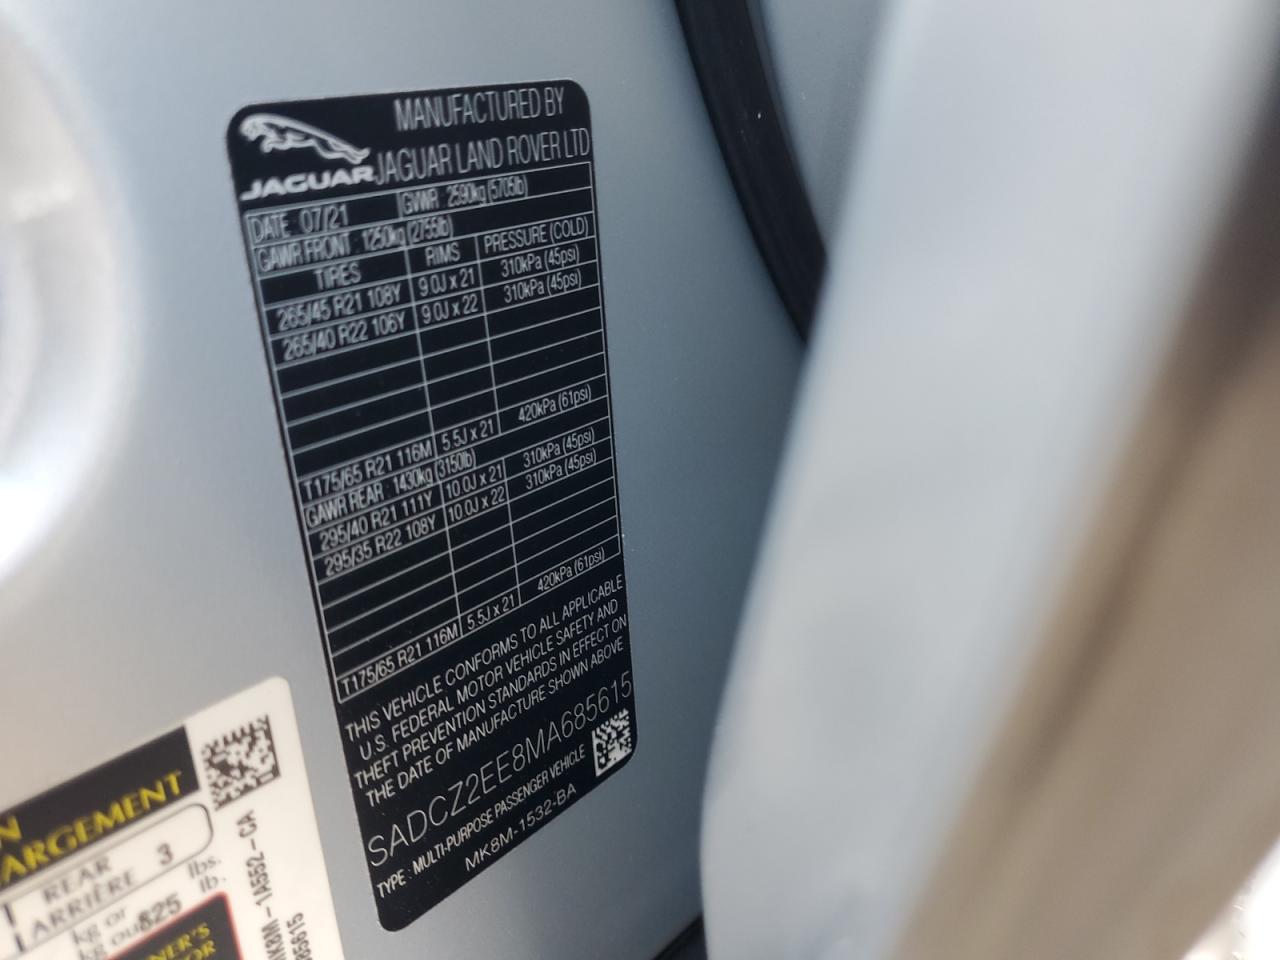 JAGUAR
MANUFACTURED BY
JAGUAR LAND ROVER LTD
DATE : 07/21 GVWR : 2590kg (5705lb)
GAWR FRONT : 1250kg (2755lb)
TIRES RIMS PRESSURE (COLD)
265/45 R21 108Y 9.0J x 21 310kPa (45psi)
265/40 R22 106Y 9.0J x 22 310kPa (45psi)
T175/65 R21 116M 5.5J x 21 420kPa (61psi)
GAWR REAR : 1430kg (3150lb)
295/40 R21 111Y 10.0J x 21 310kPa (45psi)
295/35 R22 108Y 10.0J x 22 310kPa (45psi)
T175/65 R21 116M 5.5J x 21 420kPa (61psi)
THIS VEHICLE CONFORMS TO ALL APPLICABLE
U.S. FEDERAL MOTOR VEHICLE SAFETY AND
THEFT PREVENTION STANDARDS IN EFFECT ON
THE DATE OF MANUFACTURE SHOWN ABOVE
SADCZ2EE8MA685615
TYPE : MULTI-PURPOSE PASSENGER VEHICLE
MK8M-1532-BA
ARGEMENT
REAR
ARRIÈRE 3
kg or 825 lbs.
kg ou lb.
MK8M-1A552-CA
85615
NER'S